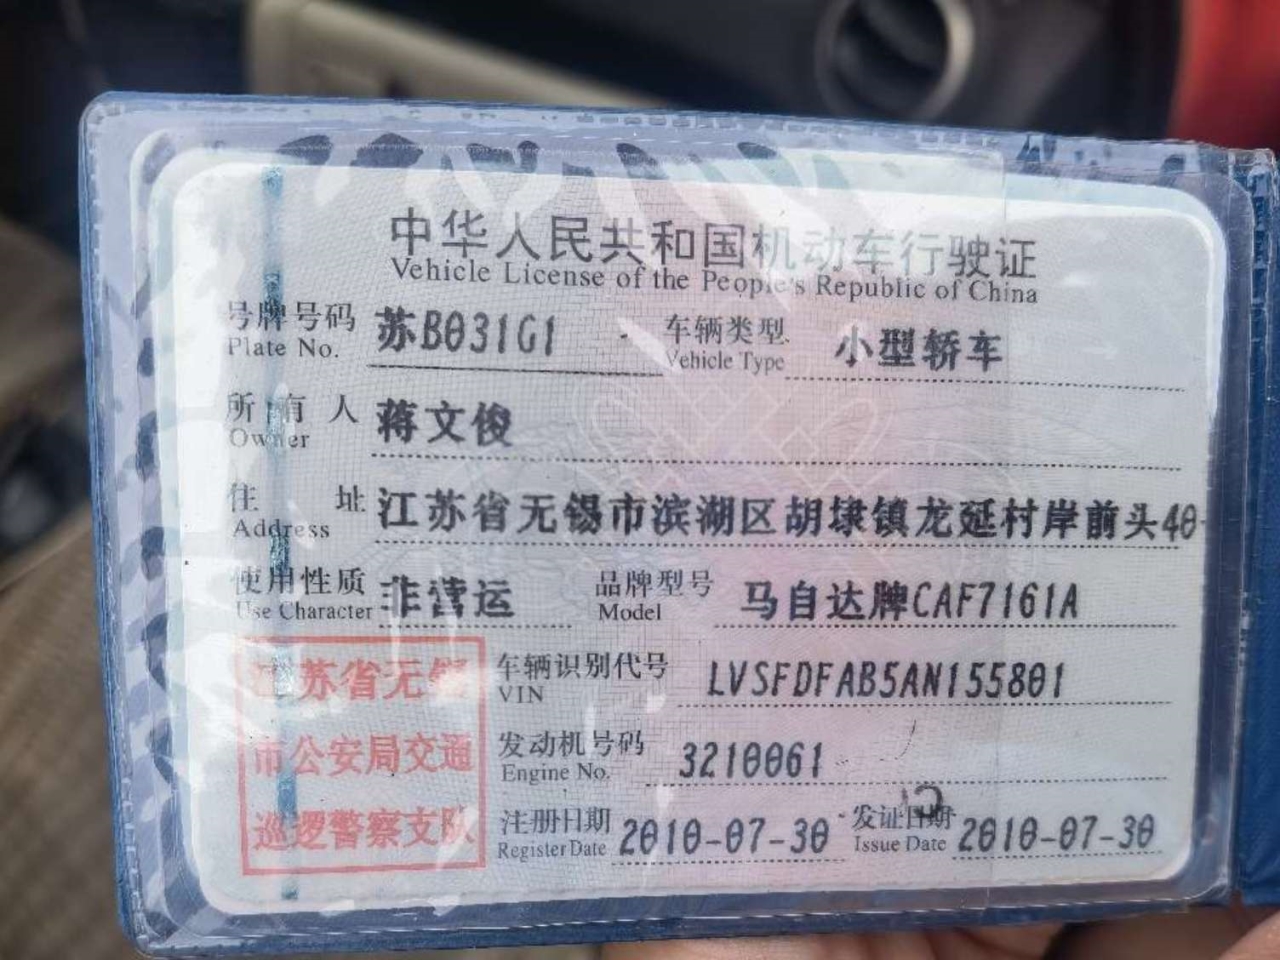 中华人民共和国机动车行驶证
Vehicle License of the People's Republic of China
号牌号码 苏B031G1 车辆类型 小型轿车
Plate No. Vehicle Type
所有人 蒋文俊
Owner
住址 江苏省无锡市滨湖区胡埭镇龙延村岸前头40
Address
使用性质 非营运 品牌型号 马自达牌CAF7161A
Use Character Model
江苏省无锡
市公安局交通
巡逻警察支队
车辆识别代号 LVSFDFAB5AN155801
VIN
发动机号码 3210061
Engine No.
注册日期 2010-07-30 发证日期 2010-07-30
Register Date Issue Date